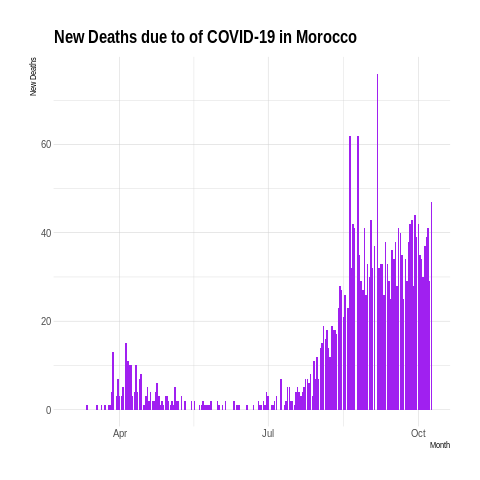 New Deaths due to of COVID-19 in Morocco
New Deaths
60
40
20
0
Apr
Jul
Oct
Month